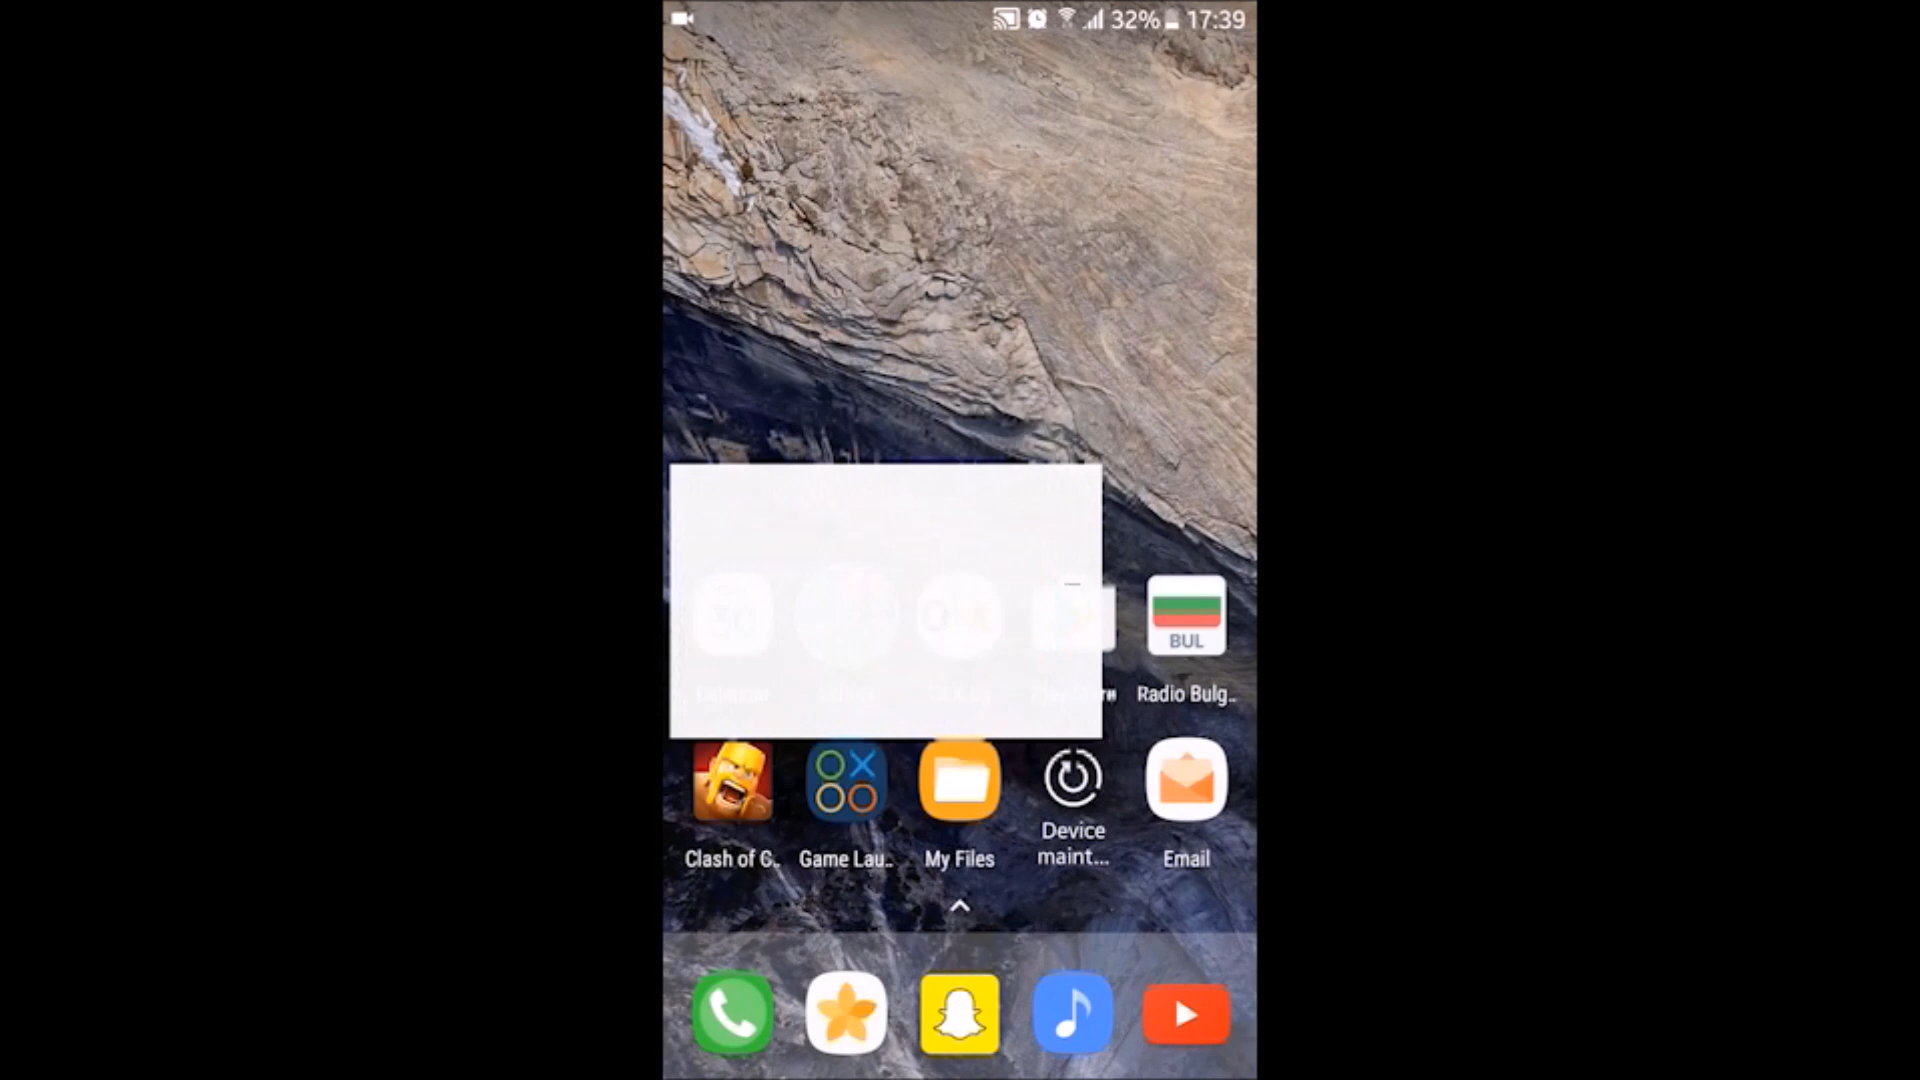 32% 17:39
BUL
Radio Bulg..
Clash of C..
Game Lau..
My Files
Device
maint...
Email